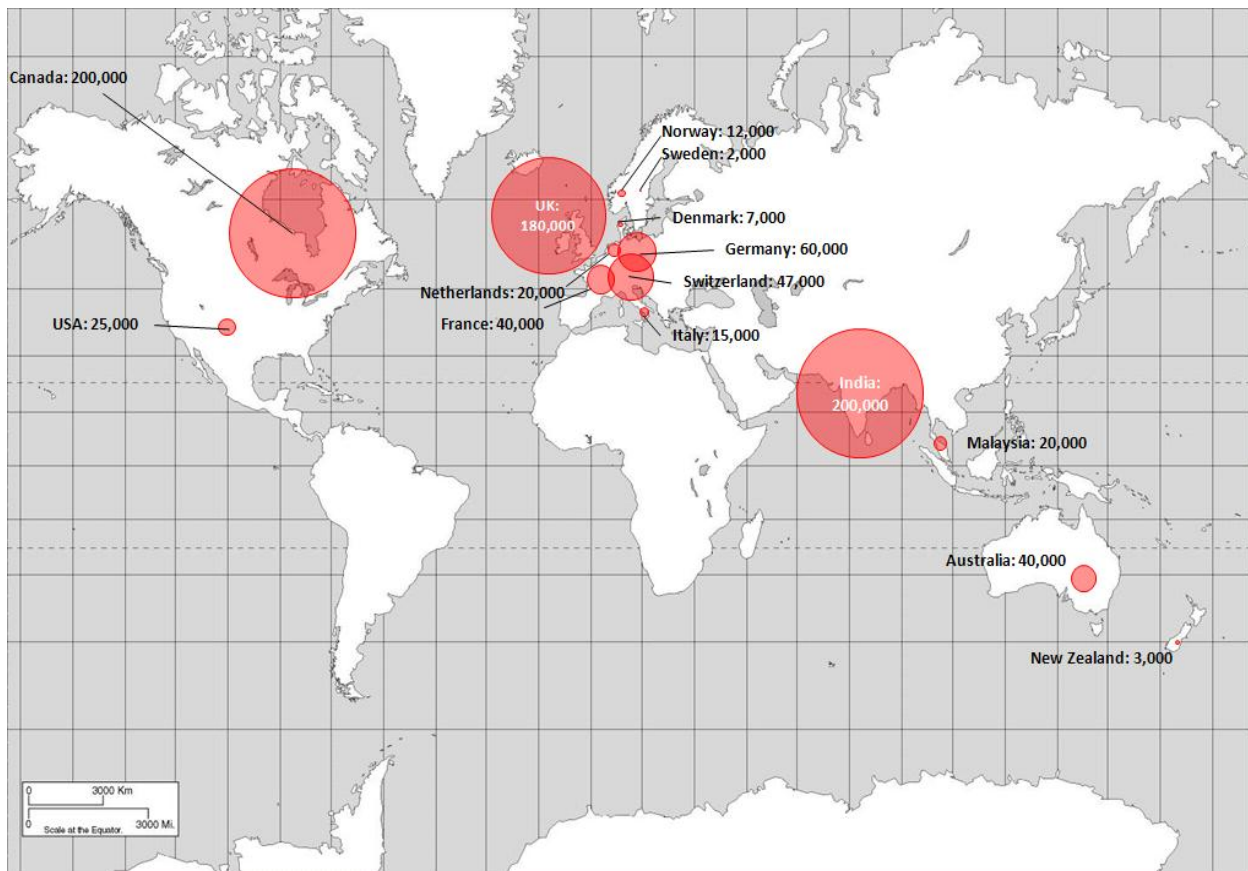 Canada: 200,000
Norway: 12,000
Sweden: 2,000
UK:
180,000
Denmark: 7,000
Germany: 60,000
Switzerland: 47,000
Netherlands: 20,000
France: 40,000
USA: 25,000
Italy: 15,000
India:
200,000
Malaysia: 20,000
Australia: 40,000
New Zealand: 3,000
0 3000 Km
0 3000 Mi.
Scale at the Equator.